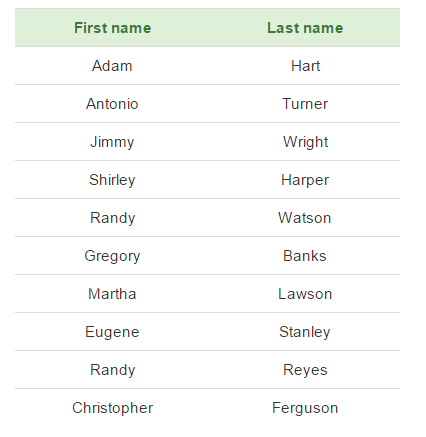 First name Last name
Adam Hart
Antonio Turner
Jimmy Wright
Shirley Harper
Randy Watson
Gregory Banks
Martha Lawson
Eugene Stanley
Randy Reyes
Christopher Ferguson